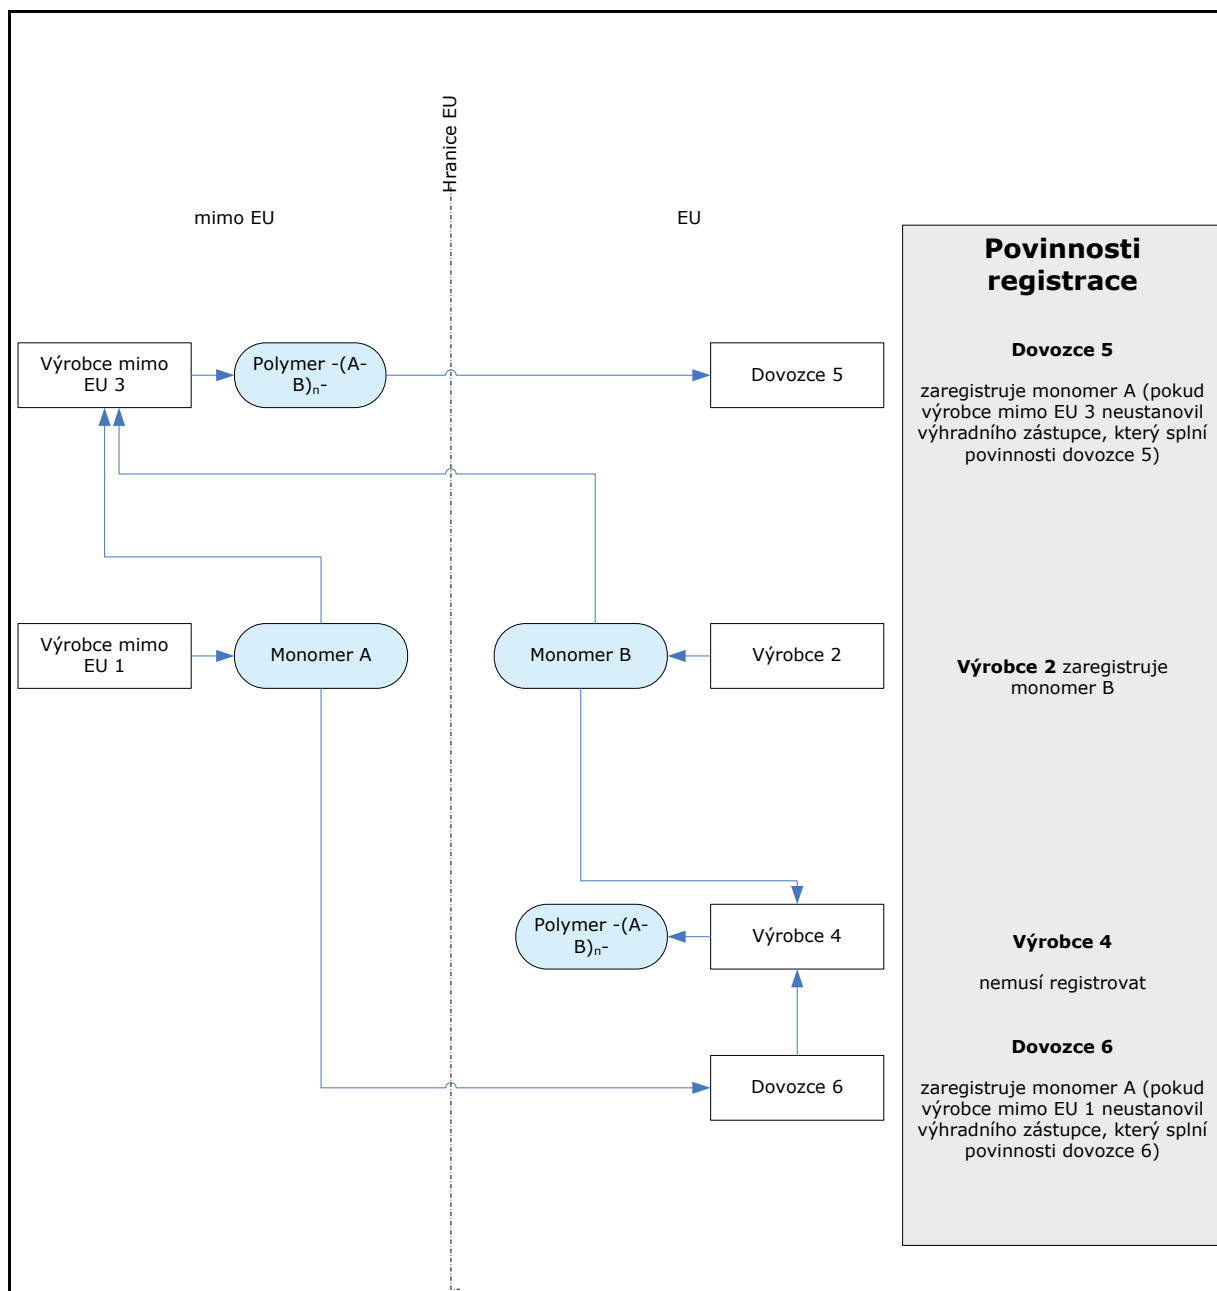 Hranice EU
mimo EU
EU
Povinnosti
registrace
Výrobce mimo
EU 3
Polymer -(A-
B)n-
Dovozce 5
Dovozce 5
zaregistruje monomer A (pokud
výrobce mimo EU 3 neustanovil
výhradního zástupce, který splní
povinnosti dovozce 5)
Výrobce mimo
EU 1
Monomer A
Monomer B
Výrobce 2
Výrobce 2 zaregistruje
monomer B
Polymer -(A-
B)n-
Výrobce 4
Výrobce 4
nemusí registrovat
Dovozce 6
Dovozce 6
zaregistruje monomer A (pokud
výrobce mimo EU 1 neustanovil
výhradního zástupce, který splní
povinnosti dovozce 6)